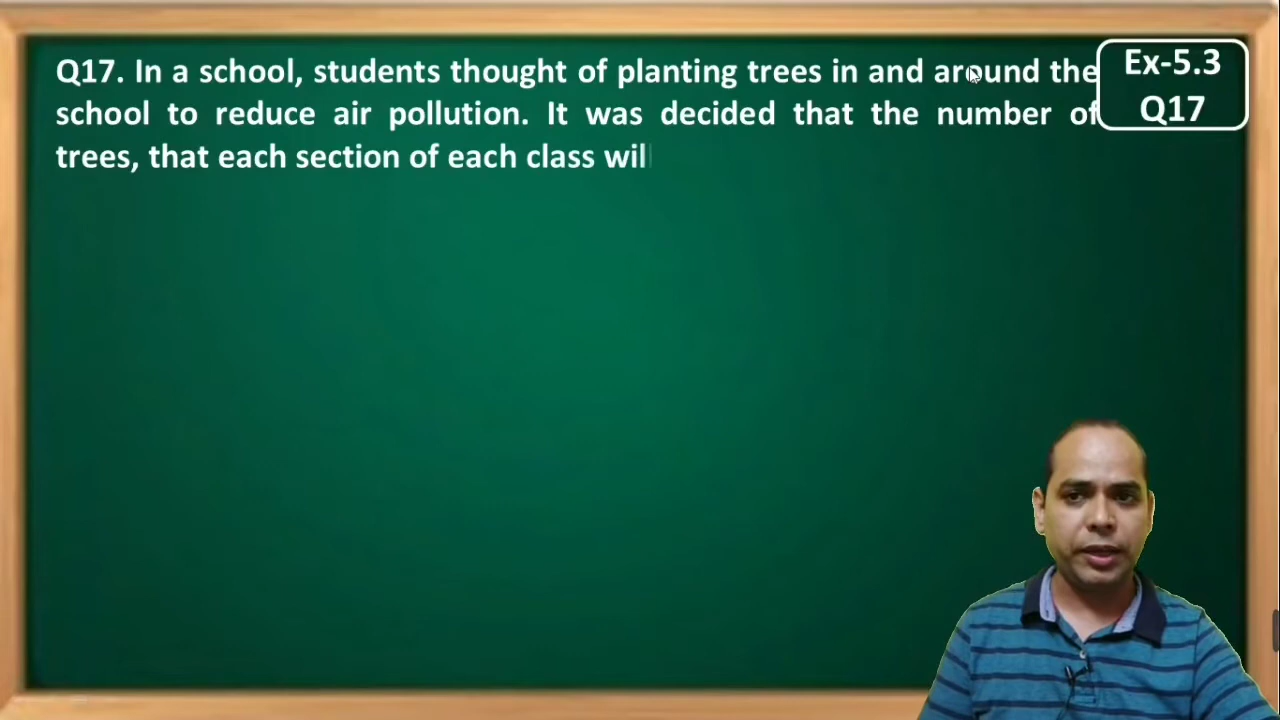 Q17. In a school, students thought of planting trees in and around the
school to reduce air pollution. It was decided that the number of
trees, that each section of each class wil
Ex-5.3
Q17